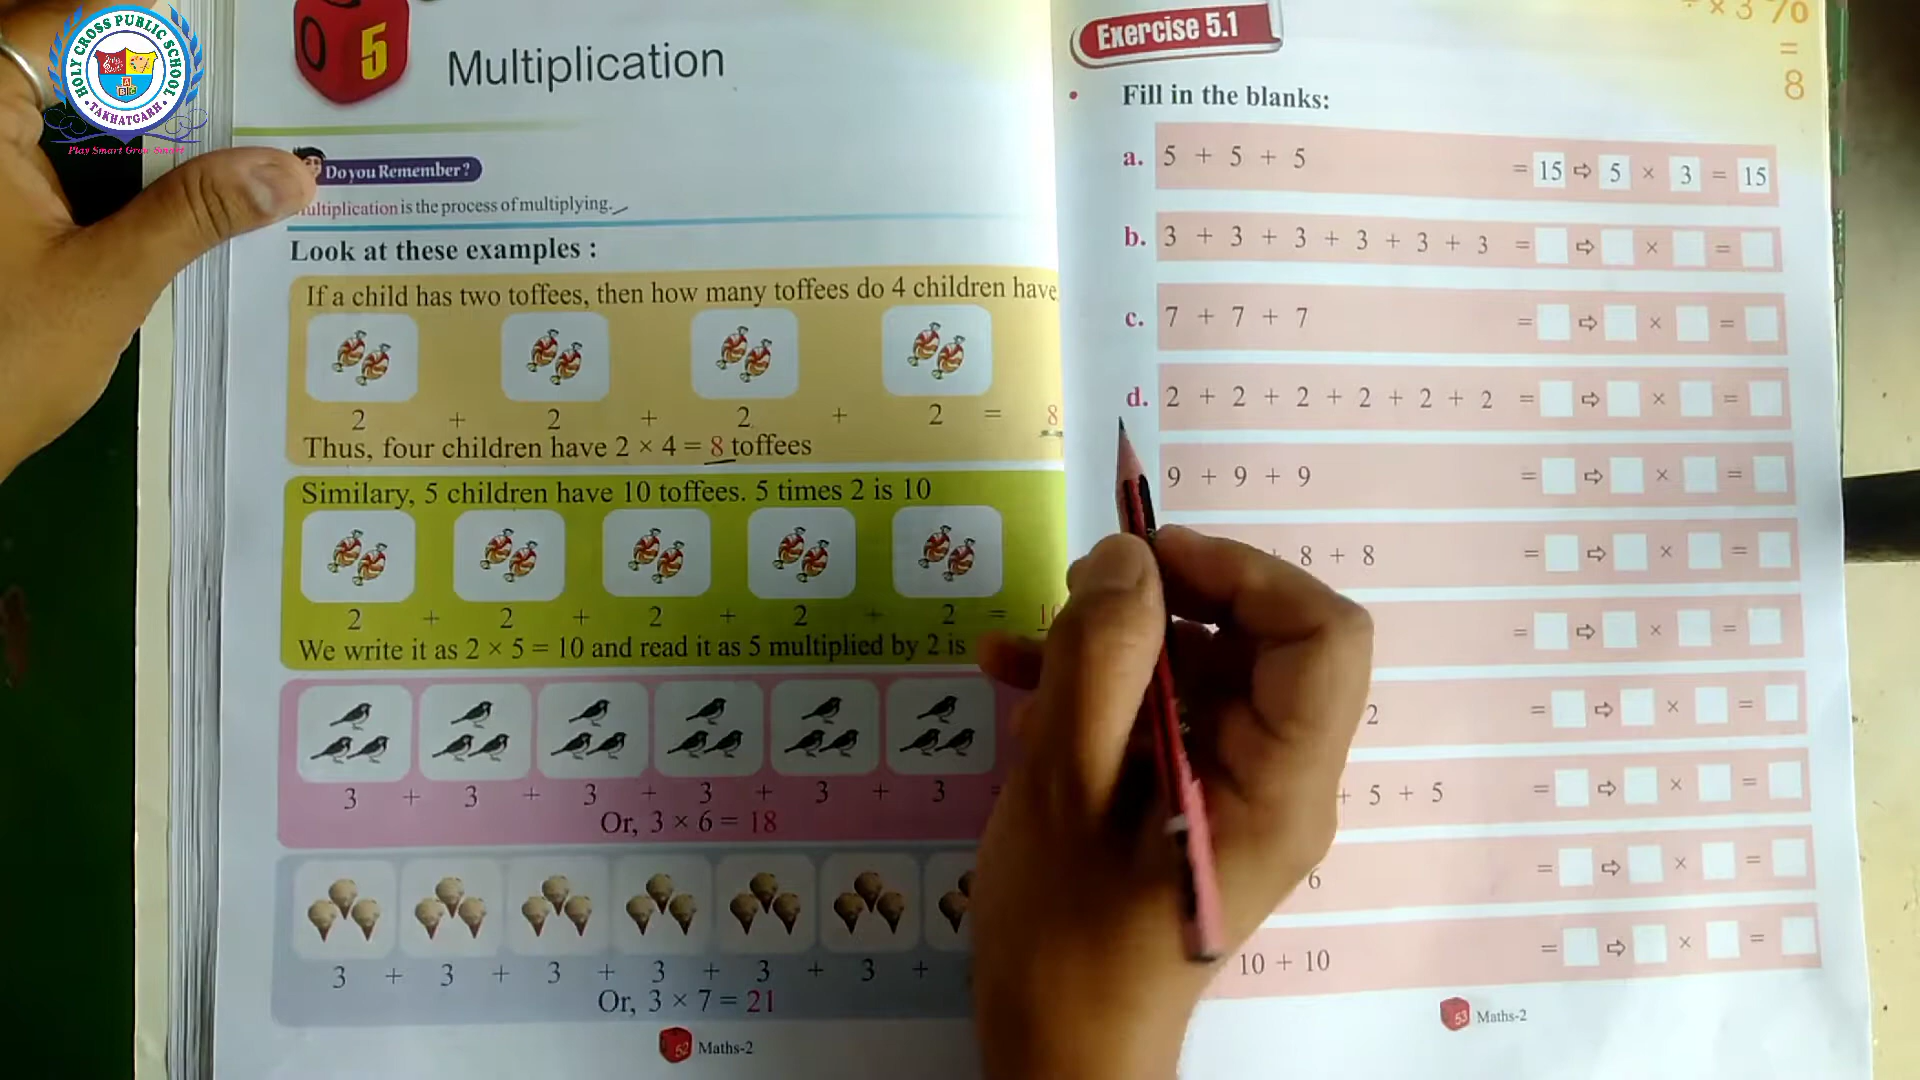 HOLY CROSS PUBLIC SCHOOL
TAKHATGARH
Play Smart Grow Smart
5
Multiplication
Do you Remember?
ultiplication is the process of multiplying.
Look at these examples :
If a child has two toffees, then how many toffees do 4 children have
2 + 2 + 2 + 2 = 8
Thus, four children have 2 × 4 = 8 toffees
Similary, 5 children have 10 toffees. 5 times 2 is 10
2 + 2 + 2 + 2 + 2 = 10
We write it as 2 × 5 = 10 and read it as 5 multiplied by 2 is
3 + 3 + 3 + 3 + 3 + 3 =
Or, 3 × 6 = 18
3 + 3 + 3 + 3 + 3 + 3 +
Or, 3 × 7 = 21
52 Maths-2
÷ × 3 %
=
8
Exercise 5.1
• Fill in the blanks:
a. 5 + 5 + 5 = 15 ⇨ 5 × 3 = 15
b. 3 + 3 + 3 + 3 + 3 + 3 = ⇨ × =
c. 7 + 7 + 7 = ⇨ × =
d. 2 + 2 + 2 + 2 + 2 + 2 = ⇨ × =
9 + 9 + 9 = ⇨ × =
+ 8 + 8 = ⇨ × =
= ⇨ × =
2 = ⇨ × =
+ 5 + 5 = ⇨ × =
6 = ⇨ × =
10 + 10 = ⇨ × =
53 Maths-2